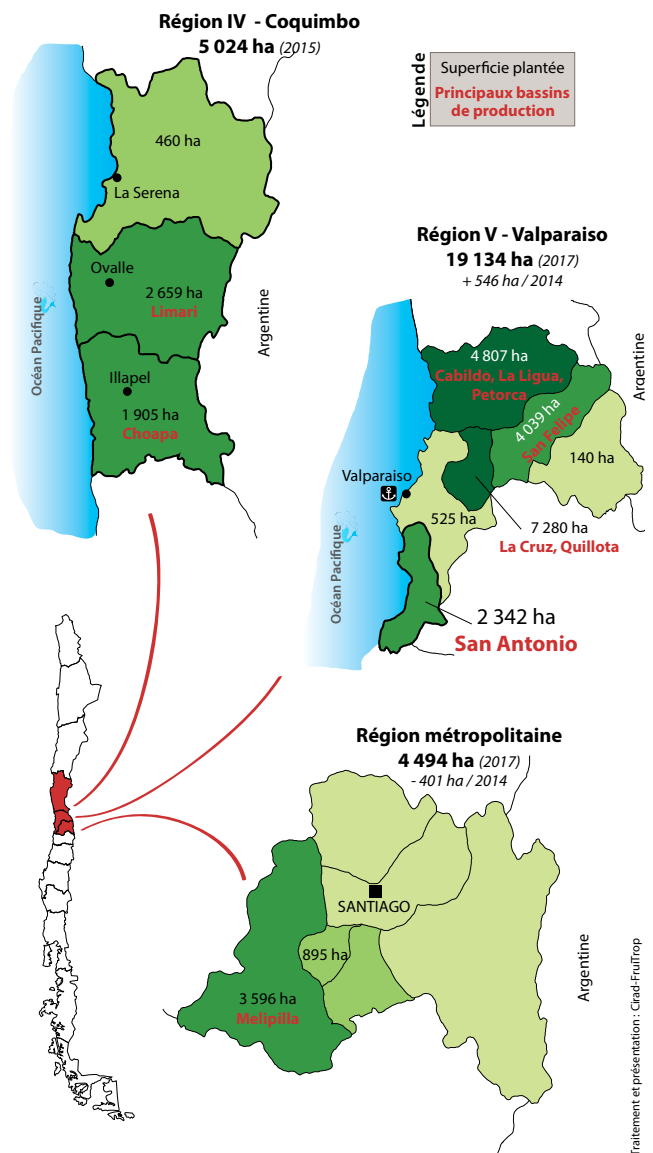 Région IV - Coquimbo
5 024 ha (2015)
Légende
Superficie plantée
Principaux bassins
de production
460 ha
La Serena
Ovalle
2 659 ha
Limari
Océan Pacifique
Argentine
Illapel
1 905 ha
Choapa
Région V - Valparaiso
19 134 ha (2017)
+ 546 ha / 2014
4 807 ha
Cabildo, La Ligua,
Petorca
Argentine
4 039 ha
San Felipe
140 ha
Valparaiso
525 ha
7 280 ha
La Cruz, Quillota
Océan Pacifique
2 342 ha
San Antonio
Région métropolitaine
4 494 ha (2017)
- 401 ha / 2014
SANTIAGO
895 ha
3 596 ha
Melipilla
Argentine
Traitement et présentation : Cirad-FruiTrop